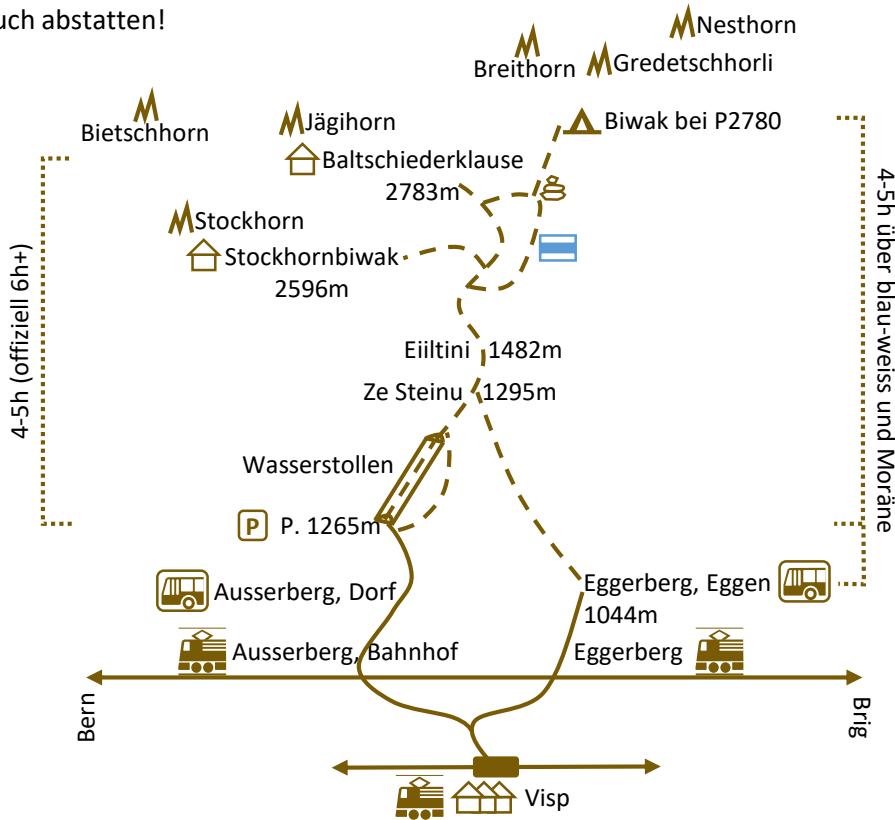 uch abstatten!
Nesthorn
Breithorn
Gredetschhorli
Bietschhorn
Jägihorn
Biwak bei P2780
Baltschiederklause
2783m
Stockhorn
Stockhornbiwak
2596m
4-5h (offiziell 6h+)
4-5h über blau-weiss und Moräne
Eiiltini 1482m
Ze Steinu 1295m
Wasserstollen
P P. 1265m
Ausserberg, Dorf
Eggerberg, Eggen
1044m
Ausserberg, Bahnhof
Eggerberg
Bern
Brig
Visp